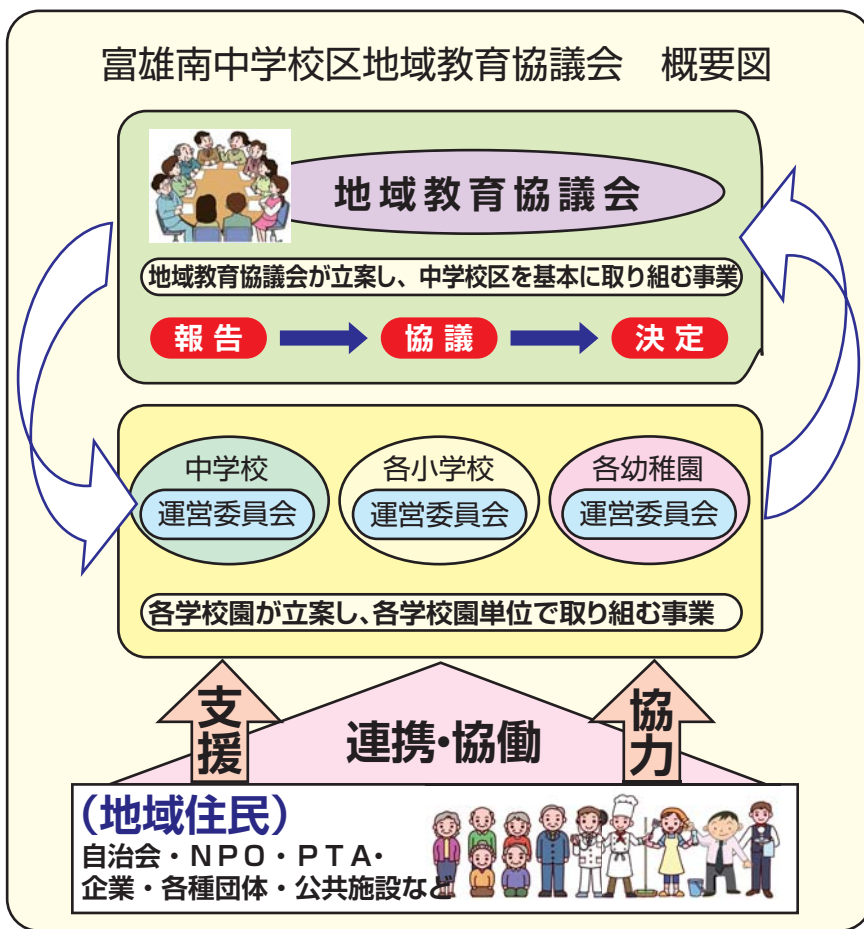 富雄南中学校区地域教育協議会　概要図
地域教育協議会
地域教育協議会が立案し、中学校区を基本に取り組む事業
報告
協議
決定
中学校
運営委員会
各小学校
運営委員会
各幼稚園
運営委員会
各学校園が立案し、各学校園単位で取り組む事業
支援
連携・協働
協力
（地域住民）
自治会・ＮＰＯ・ＰＴＡ・
企業・各種団体・公共施設など